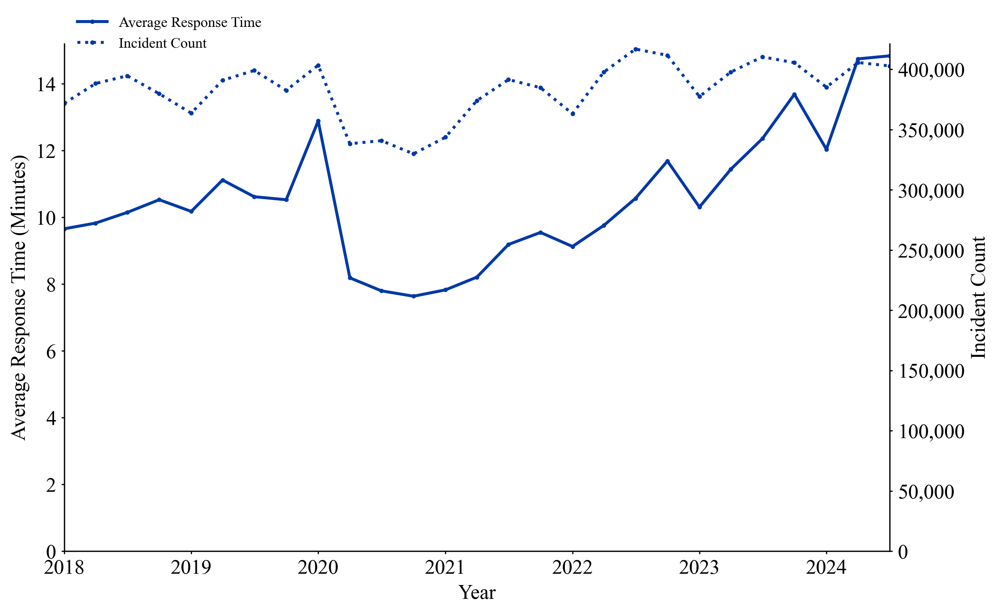 Average Response Time
Incident Count
Average Response Time (Minutes)
14
12
10
8
6
4
2
0
400,000
350,000
300,000
250,000
200,000
150,000
100,000
50,000
0
Incident Count
2018 2019 2020 2021 2022 2023 2024
Year